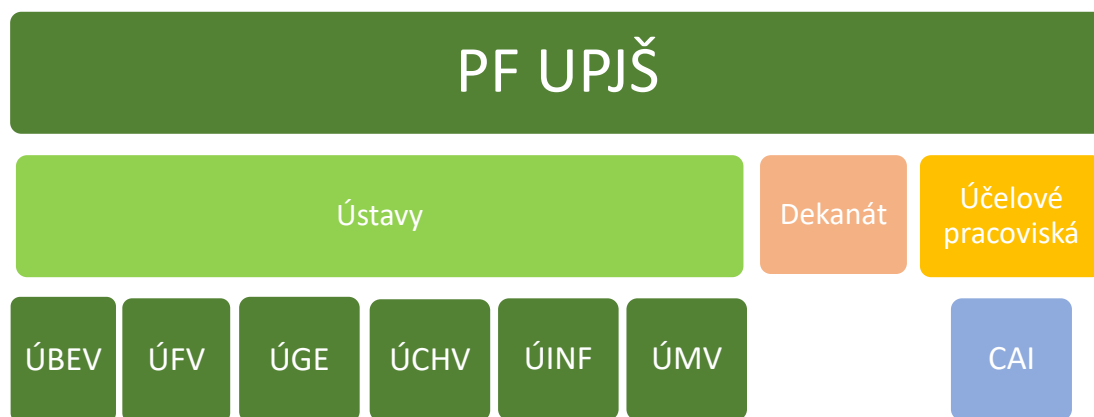 PF UPJŠ
Ústavy
Dekanát
Účelové
pracoviská
ÚBEV
ÚFV
ÚGE
ÚCHV
ÚINF
ÚMV
CAI